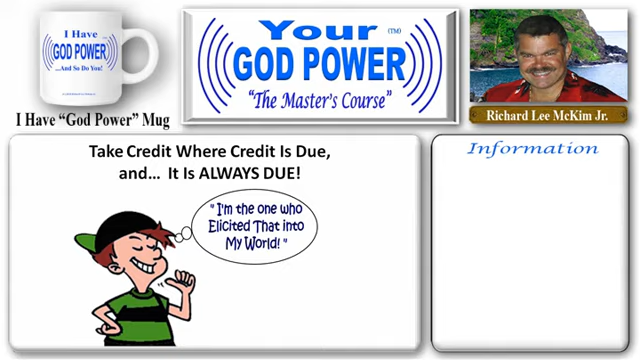 I Have...
GOD POWER
...And So Do You!
I Have “God Power” Mug
Your (TM)
GOD POWER
“The Master's Course”
Richard Lee McKim Jr.
Take Credit Where Credit Is Due,
and... It Is ALWAYS DUE!
" I'm the one who
Elicited That into
My World! "
Information